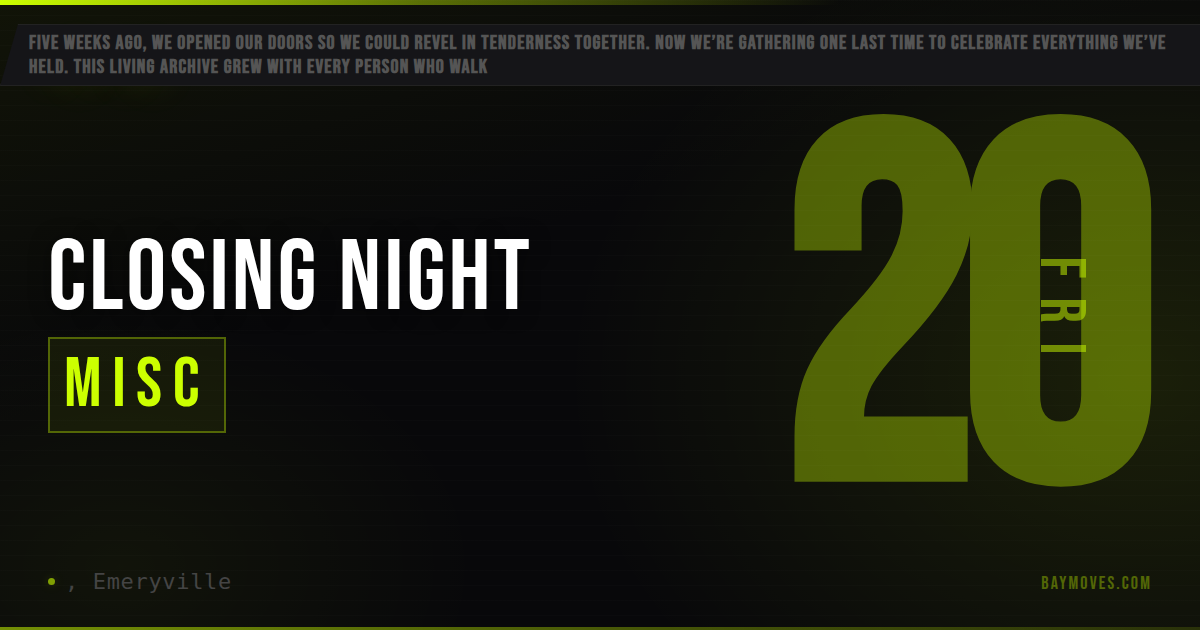 FIVE WEEKS AGO, WE OPENED OUR DOORS SO WE COULD REVEL IN TENDERNESS TOGETHER. NOW WE'RE GATHERING ONE LAST TIME TO CELEBRATE EVERYTHING WE'VE
HELD. THIS LIVING ARCHIVE GREW WITH EVERY PERSON WHO WALK
20
FRI
CLOSING NIGHT
MISC
, Emeryville
BAYMOVES.COM